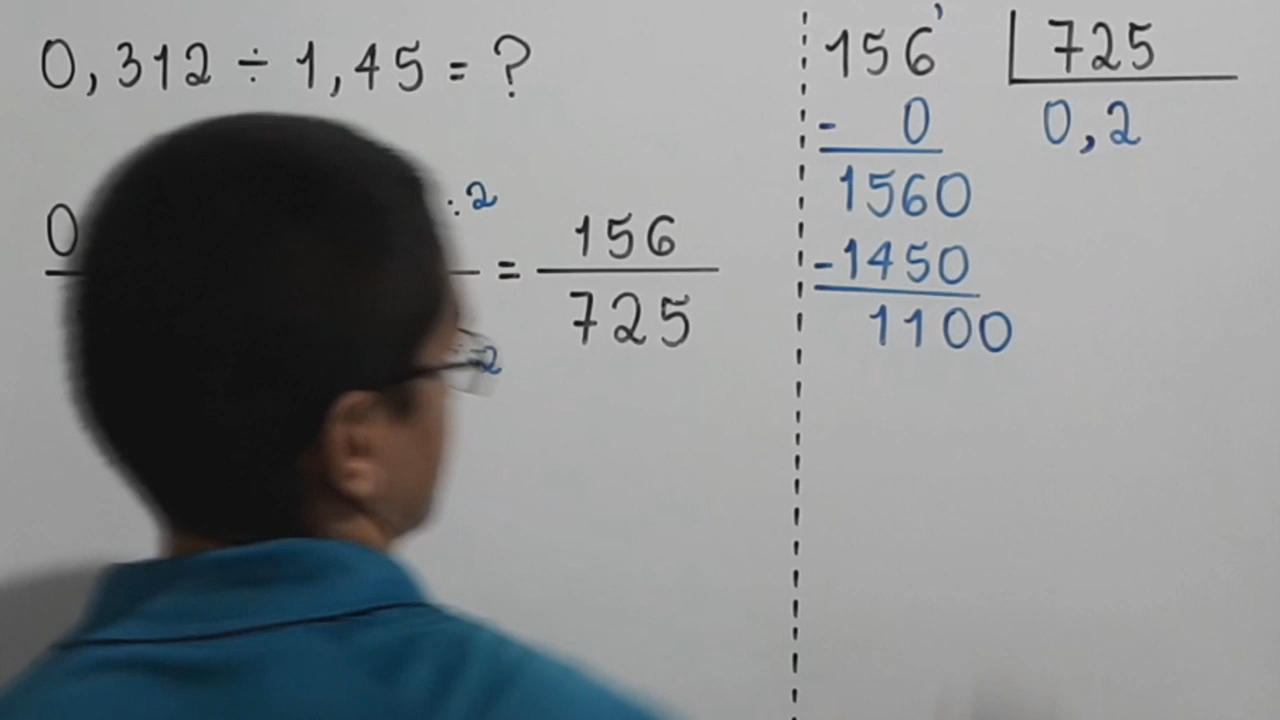 0,312 ÷ 1,45 = ?
0 :2 = 156
:2 725
156' 725
- 0 0,2
1560
-1450
1100